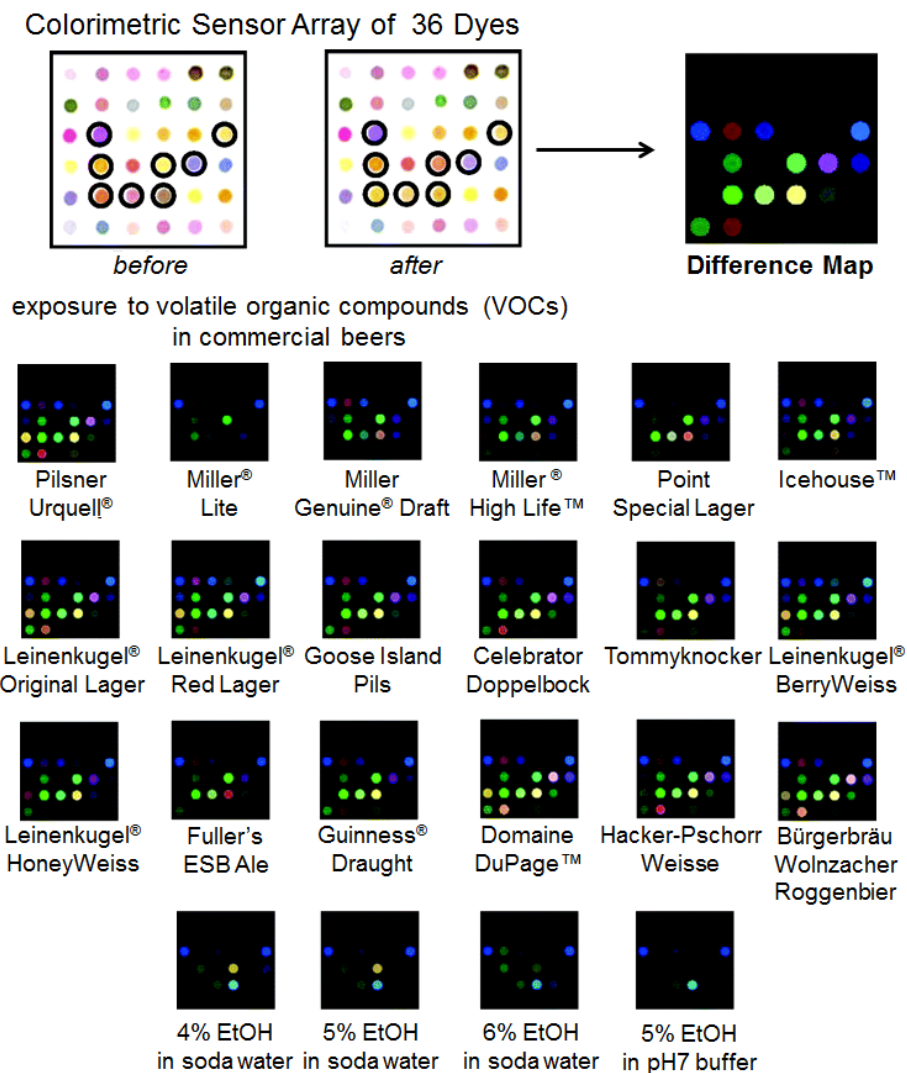 Colorimetric Sensor Array of 36 Dyes
before
after
Difference Map
exposure to volatile organic compounds (VOCs)
in commercial beers
Pilsner
Urquell®
Miller®
Lite
Miller
Genuine® Draft
Miller ®
High Life™
Point
Special Lager
Icehouse™
Leinenkugel®
Original Lager
Leinenkugel®
Red Lager
Goose Island
Pils
Celebrator
Doppelbock
Tommyknocker
Leinenkugel®
BerryWeiss
Leinenkugel®
HoneyWeiss
Fuller's
ESB Ale
Guinness®
Draught
Domaine
DuPage™
Hacker-Pschorr
Weisse
Bürgerbräu
Wolnzacher
Roggenbier
4% EtOH
in soda water
5% EtOH
in soda water
6% EtOH
in soda water
5% EtOH
in pH7 buffer